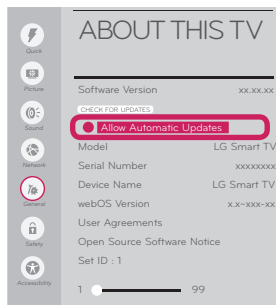 ABOUT THIS TV
Quick
Picture
Sound
Network
General
Safety
Accessibility
Software Version xx.xx.xx
CHECK FOR UPDATES
Allow Automatic Updates
Model LG Smart TV
Serial Number xxxxxxxx
Device Name LG Smart TV
webOS Version x.x-xxx-xx
User Agreements
Open Source Software Notice
Set ID : 1
1 99